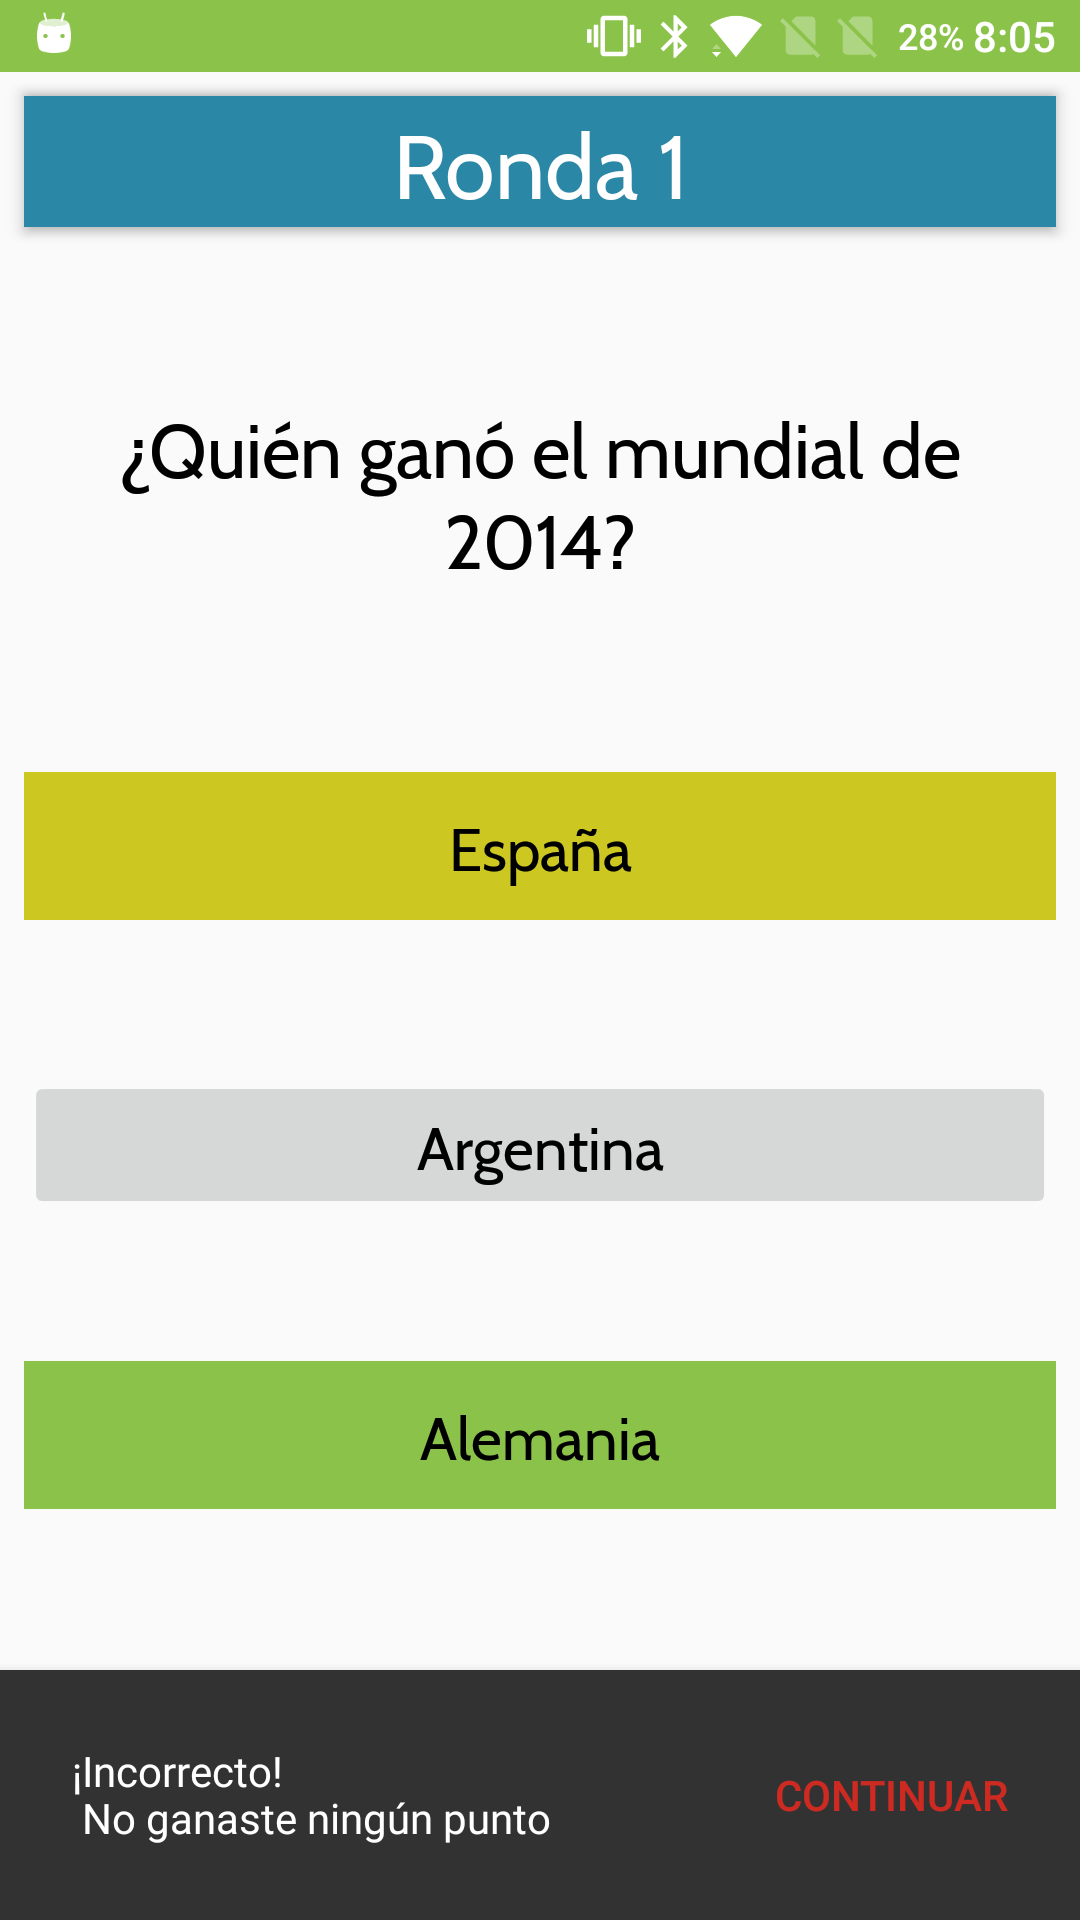 28% 8:05
Ronda 1
¿Quién ganó el mundial de
2014?
España
Argentina
Alemania
¡Incorrecto!
No ganaste ningún punto
CONTINUAR